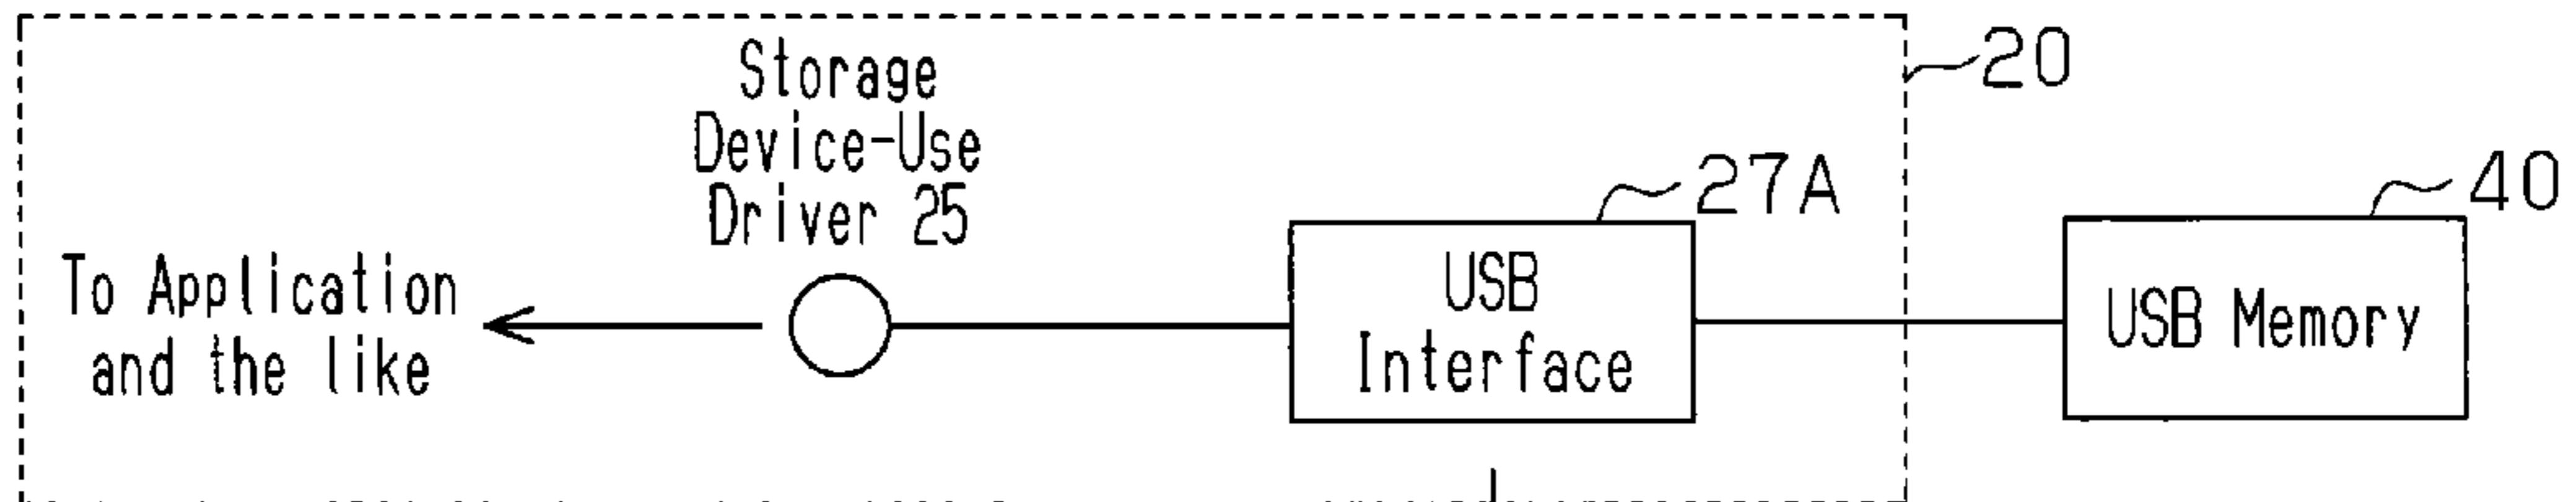 20
Storage
Device-Use
Driver 25
27A
40
To Application
and the like
USB
Interface
USB Memory